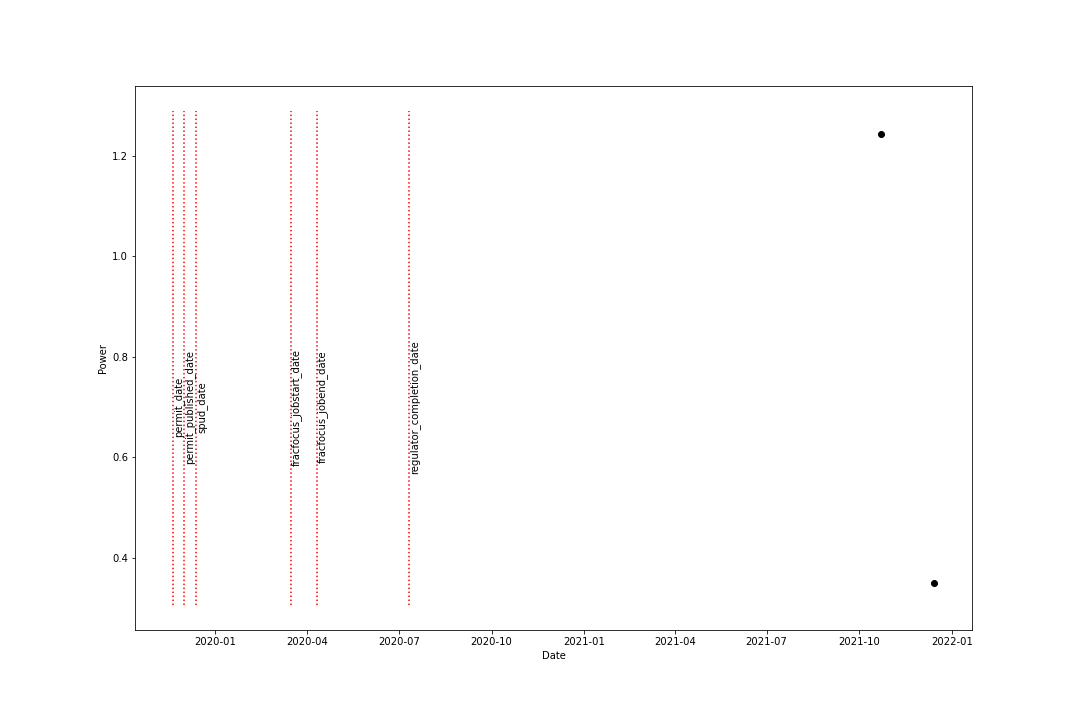 1.2
1.0
0.8
0.6
0.4
Power
permit_date
permit_published_date
spud_date
fracfocus_jobstart_date
fracfocus_jobend_date
regulator_completion_date
2020-01
2020-04
2020-07
2020-10
2021-01
2021-04
2021-07
2021-10
2022-01
Date